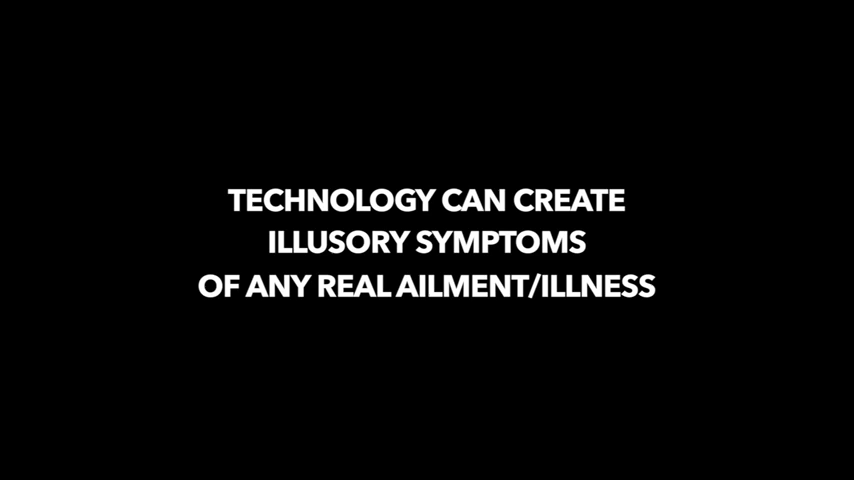 TECHNOLOGY CAN CREATE
ILLUSORY SYMPTOMS
OF ANY REAL AILMENT/ILLNESS